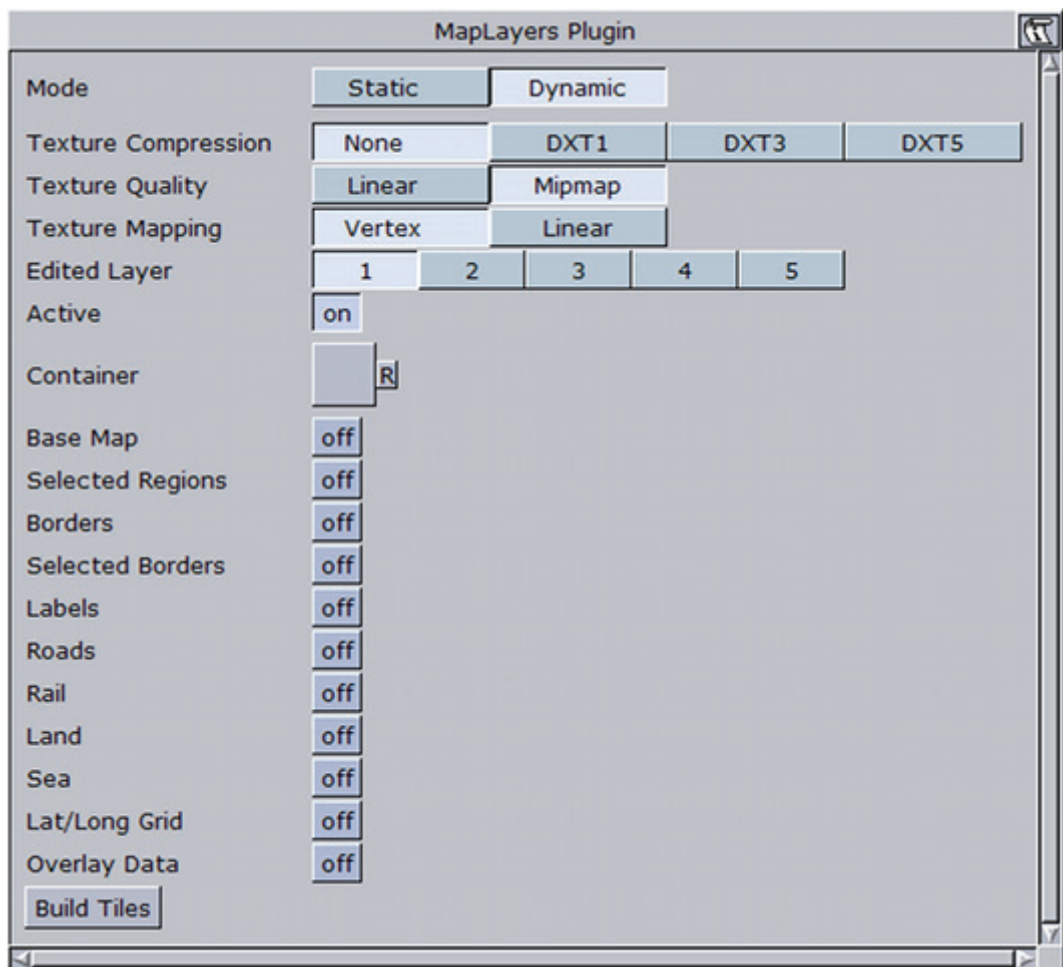 MapLayers Plugin
Mode Static Dynamic
Texture Compression None DXT1 DXT3 DXT5
Texture Quality Linear Mipmap
Texture Mapping Vertex Linear
Edited Layer 1 2 3 4 5
Active on
Container R
Base Map off
Selected Regions off
Borders off
Selected Borders off
Labels off
Roads off
Rail off
Land off
Sea off
Lat/Long Grid off
Overlay Data off
Build Tiles